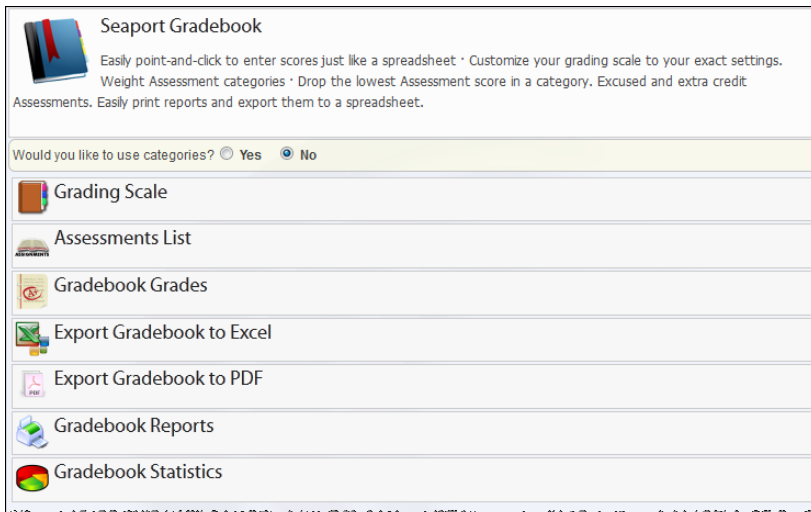 Seaport Gradebook
Easily point-and-click to enter scores just like a spreadsheet · Customize your grading scale to your exact settings.
Weight Assessment categories · Drop the lowest Assessment score in a category. Excused and extra credit
Assessments. Easily print reports and export them to a spreadsheet.
Would you like to use categories? Yes No
Grading Scale
Assessments List
ASSIGNMENTS
Gradebook Grades
A+
Export Gradebook to Excel
Export Gradebook to PDF
PDF
Gradebook Reports
Gradebook Statistics